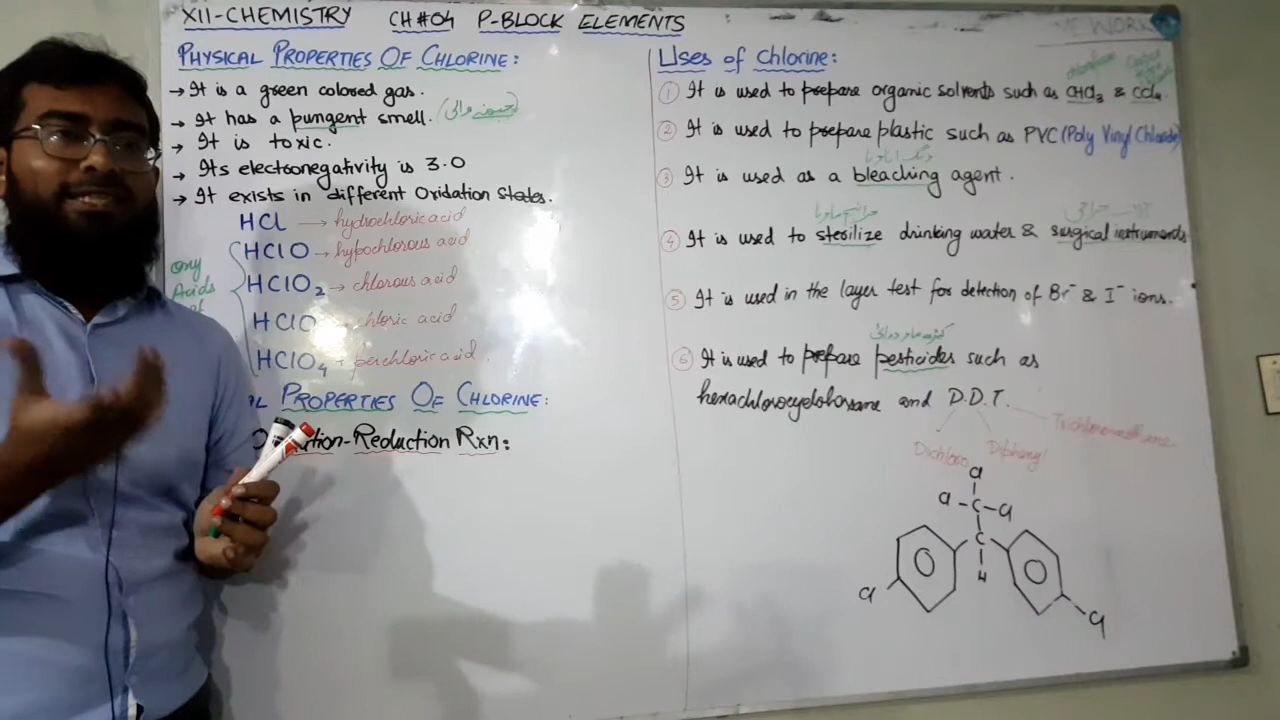 XII-CHEMISTRY CH#04 P-BLOCK ELEMENTS
PHYSICAL PROPERTIES OF CHLORINE:
→ It is a green colored gas.
→ It has a pungent smell.
→ It is toxic.
→ Its electronegativity is 3.0
→ It exists in different Oxidation States.
HCl → hydrochloric acid
HClO → hypochlorous acid
HClO2 → chlorous acid
HClO chloric acid
HClO4 → perchloric acid.
Oxy
Acids
of
PROPERTIES OF CHLORINE:
-Reduction Rxn:
WORK
Uses of Chlorine:
① It is used to prepare organic solvents such as CHCl3 & CCl4
② It is used to prepare plastic such as PVC (Poly Vinyl Chloride)
③ It is used as a bleaching agent.
④ It is used to sterilize drinking water & surgical instruments
⑤ It is used in the layer test for detection of Br- & I- ions.
⑥ It is used to prepare pesticides such as
hexachlorocyclohexane and D.D.T.
Trichloromethane
Dichloro Diphenyl
Cl
Cl-C-Cl
C
H
Cl
Cl